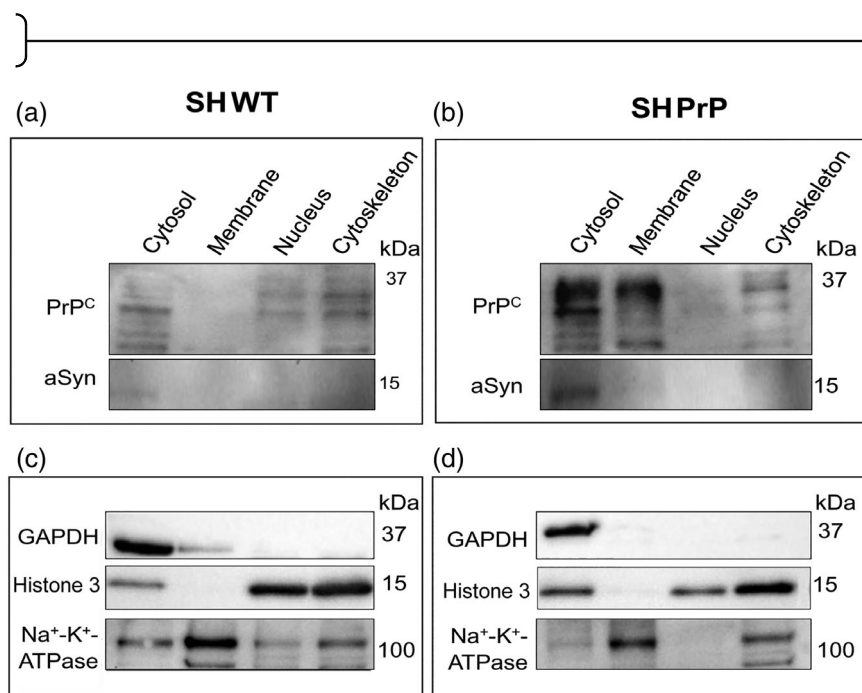 (a) SH WT
Cytosol
Membrane
Nucleus
Cytoskeleton
kDa
PrPᶜ 37
aSyn 15
(b) SH PrP
Cytosol
Membrane
Nucleus
Cytoskeleton
kDa
PrPᶜ 37
aSyn 15
(c)
kDa
GAPDH 37
Histone 3 15
Na⁺-K⁺-
ATPase 100
(d)
kDa
GAPDH 37
Histone 3 15
Na⁺-K⁺-
ATPase 100